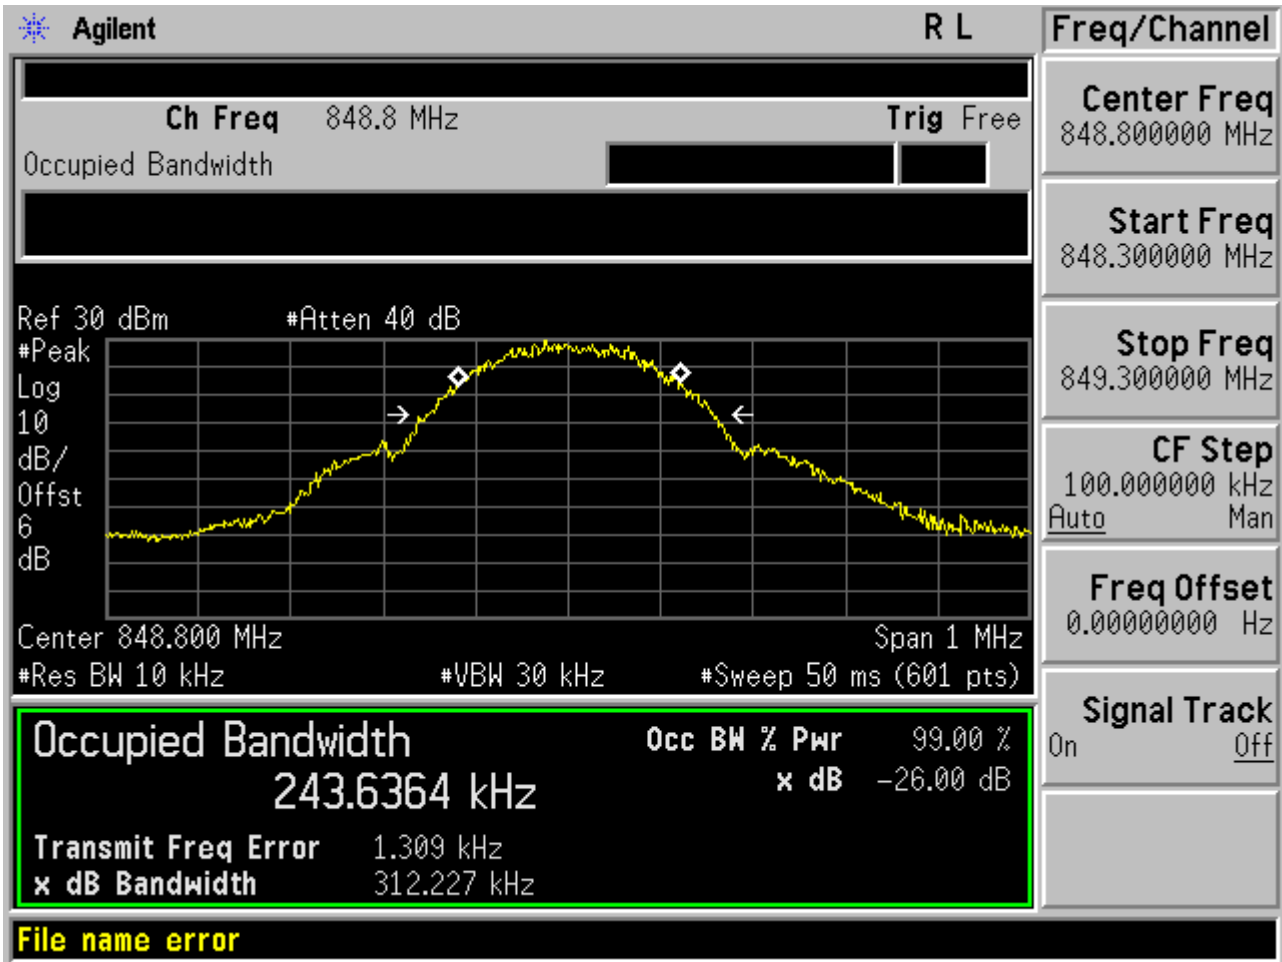 Agilent R L Freq/Channel
Ch Freq 848.8 MHz Trig Free
Occupied Bandwidth
Center Freq
848.800000 MHz
Start Freq
848.300000 MHz
Stop Freq
849.300000 MHz
CF Step
100.000000 kHz
Auto Man
Freq Offset
0.00000000 Hz
Signal Track
On Off
Ref 30 dBm #Atten 40 dB
#Peak
Log
10
dB/
Offst
6
dB
Center 848.800 MHz Span 1 MHz
#Res BW 10 kHz #VBW 30 kHz #Sweep 50 ms (601 pts)
Occupied Bandwidth Occ BW % Pwr 99.00 %
243.6364 kHz x dB -26.00 dB
Transmit Freq Error 1.309 kHz
x dB Bandwidth 312.227 kHz
File name error